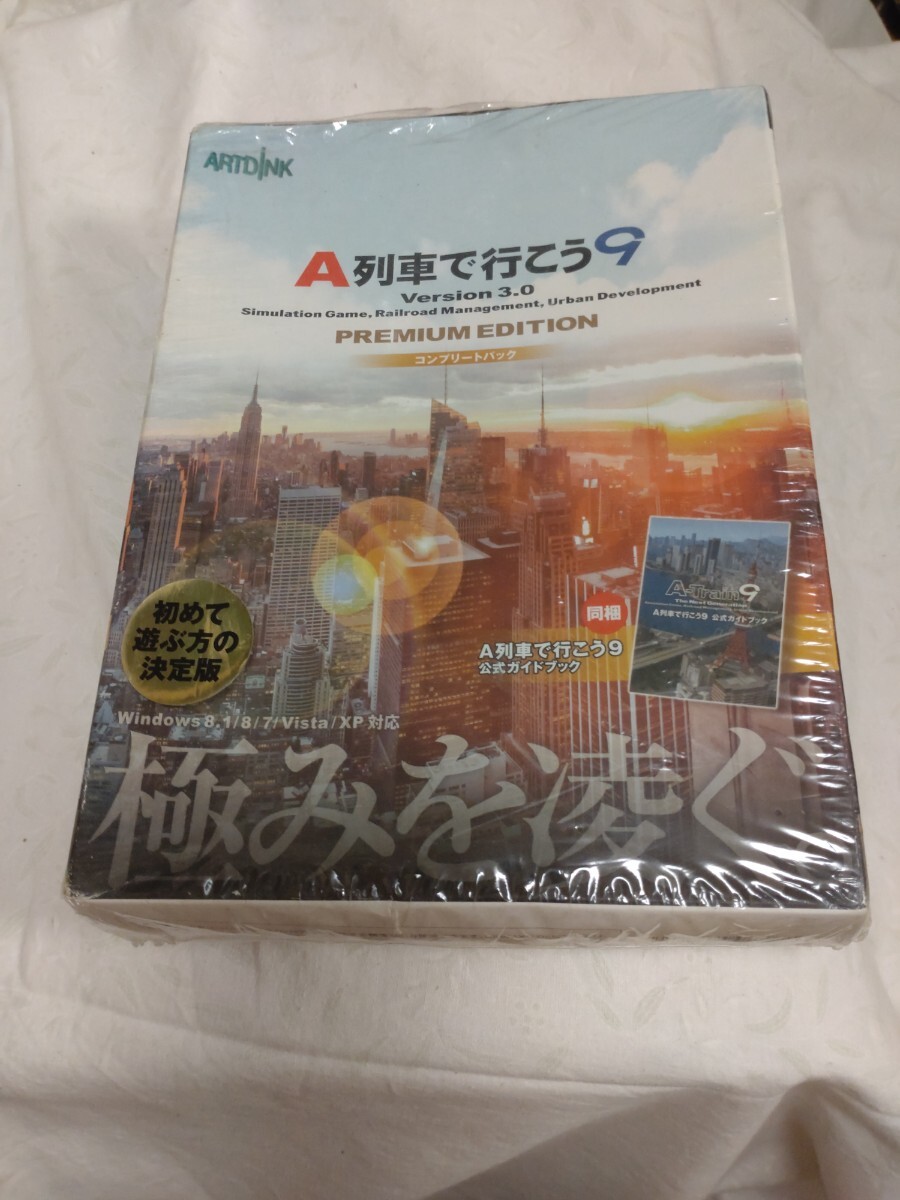 ARTDINK
A列車で行こう9
Version 3.0
Simulation Game, Railroad Management, Urban Development
PREMIUM EDITION
コンプリートパック
初めて
遊ぶ方の
決定版
同梱
A列車で行こう9
公式ガイドブック
A-Train9
The Next Generation
A列車で行こう9 公式ガイドブック
Windows 8.1/8/7/Vista/XP 対応
極みを凌ぐ。